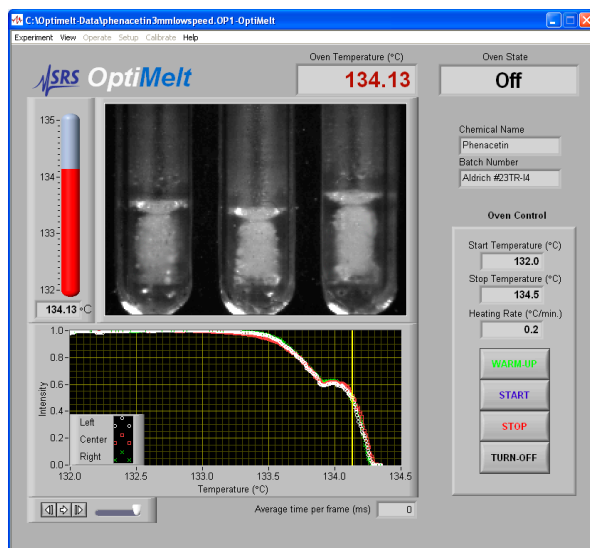 C:\Optimelt-Data\phenacetin3mmlowspeed.OP1-OptiMelt
Experiment View Operate Setup Calibrate Help
SRS OptiMelt
Oven Temperature (°C)
134.13
Oven State
Off
135-
134-
133-
132-
134.13 °C
Chemical Name
Phenacetin
Batch Number
Aldrich #23TR-I4
Oven Control
Start Temperature (°C)
132.0
Stop Temperature (°C)
134.5
Heating Rate (°C/min.)
0.2
WARM-UP
START
STOP
TURN-OFF
Intensity
1.0
0.8
0.6
0.4
0.2
0.0
Left
Center
Right
132.0 132.5 133.0 133.5 134.0 134.5
Temperature (°C)
Average time per frame (ms) 0